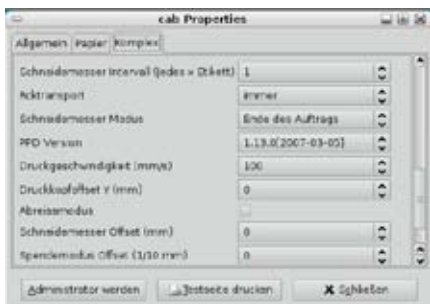 cab Properties
Allgemein Papier Komplex
Schneidemesser Intervall (jedes x Etikett) 1
Rücktransport immer
Schneidemesser Modus Ende des Auftrags
PPD Version 1.13.0[2007-03-05]
Druckgeschwindigkeit (mm/s) 100
Druckkopfoffset Y (mm) 0
Abreissmodus
Schneidemesser Offset (mm) 0
Spendemodus Offset (1/10 mm) 0
Administrator werden Testseite drucken Schließen